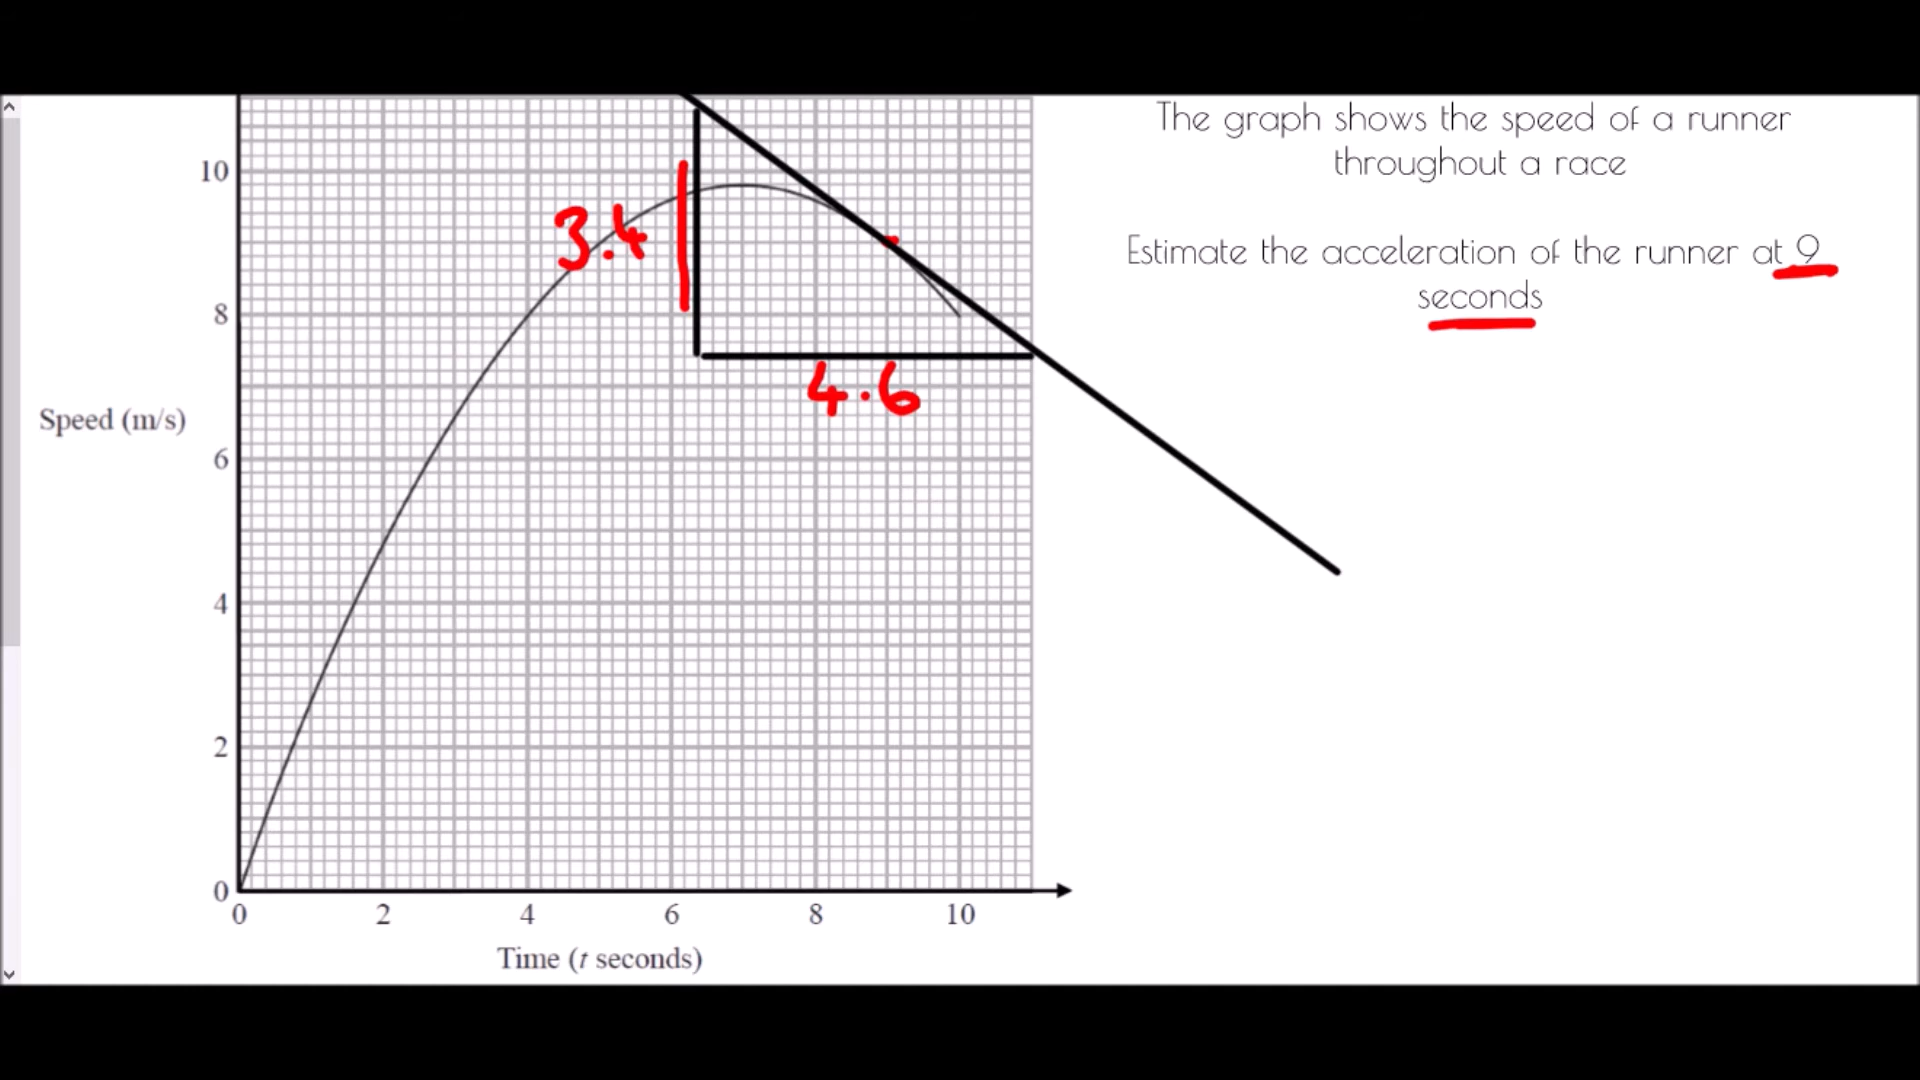 The graph shows the speed of a runner
throughout a race
Estimate the acceleration of the runner at 9
seconds
10
8
6
4
2
0
Speed (m/s)
3.4
4.6
0 2 4 6 8 10
Time (t seconds)